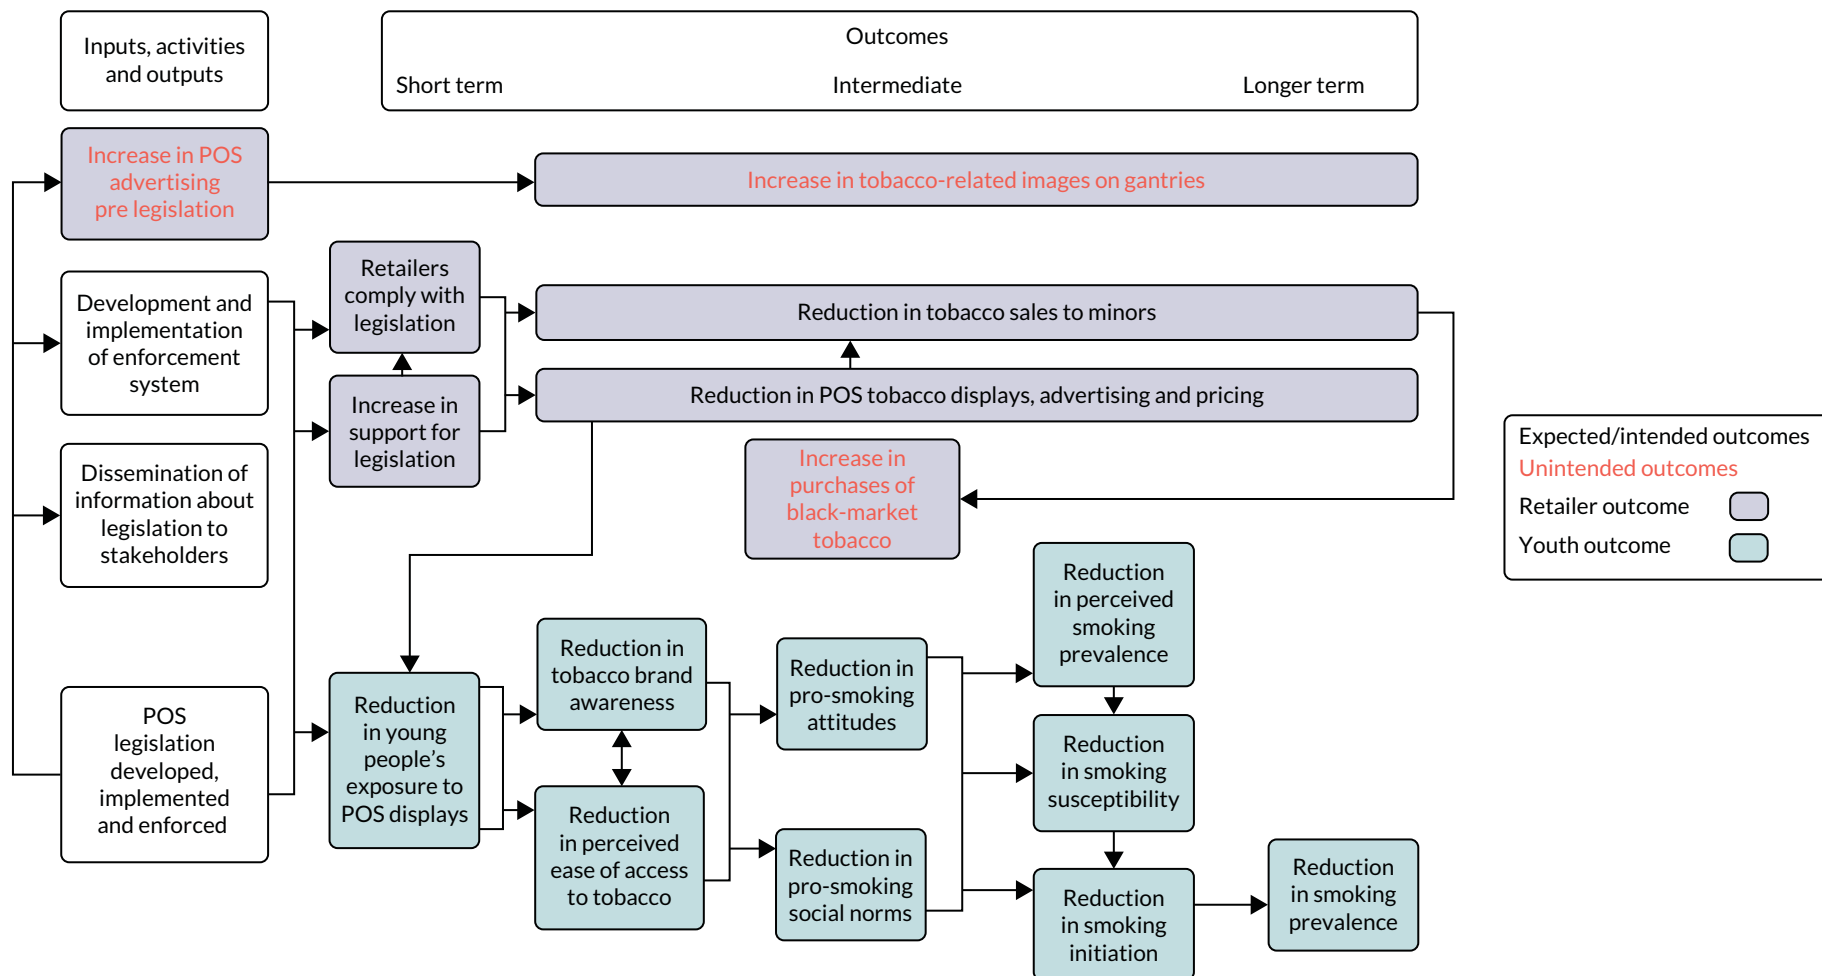 Inputs, activities
and outputs
Outcomes
Short term
Intermediate
Longer term
Increase in POS
advertising
pre legislation
Increase in tobacco-related images on gantries
Development and
implementation
of enforcement
system
Retailers
comply with
legislation
Reduction in tobacco sales to minors
Increase in
support for
legislation
Reduction in POS tobacco displays, advertising and pricing
Dissemination of
information about
legislation to
stakeholders
Increase in
purchases of
black-market
tobacco
Expected/intended outcomes
Unintended outcomes
Retailer outcome
Youth outcome
POS
legislation
developed,
implemented
and enforced
Reduction
in young
people’s
exposure to
POS displays
Reduction in
tobacco brand
awareness
Reduction
in perceived
ease of access
to tobacco
Reduction in
pro-smoking
attitudes
Reduction in
pro-smoking
social norms
Reduction
in perceived
smoking
prevalence
Reduction
in smoking
susceptibility
Reduction
in smoking
initiation
Reduction
in smoking
prevalence